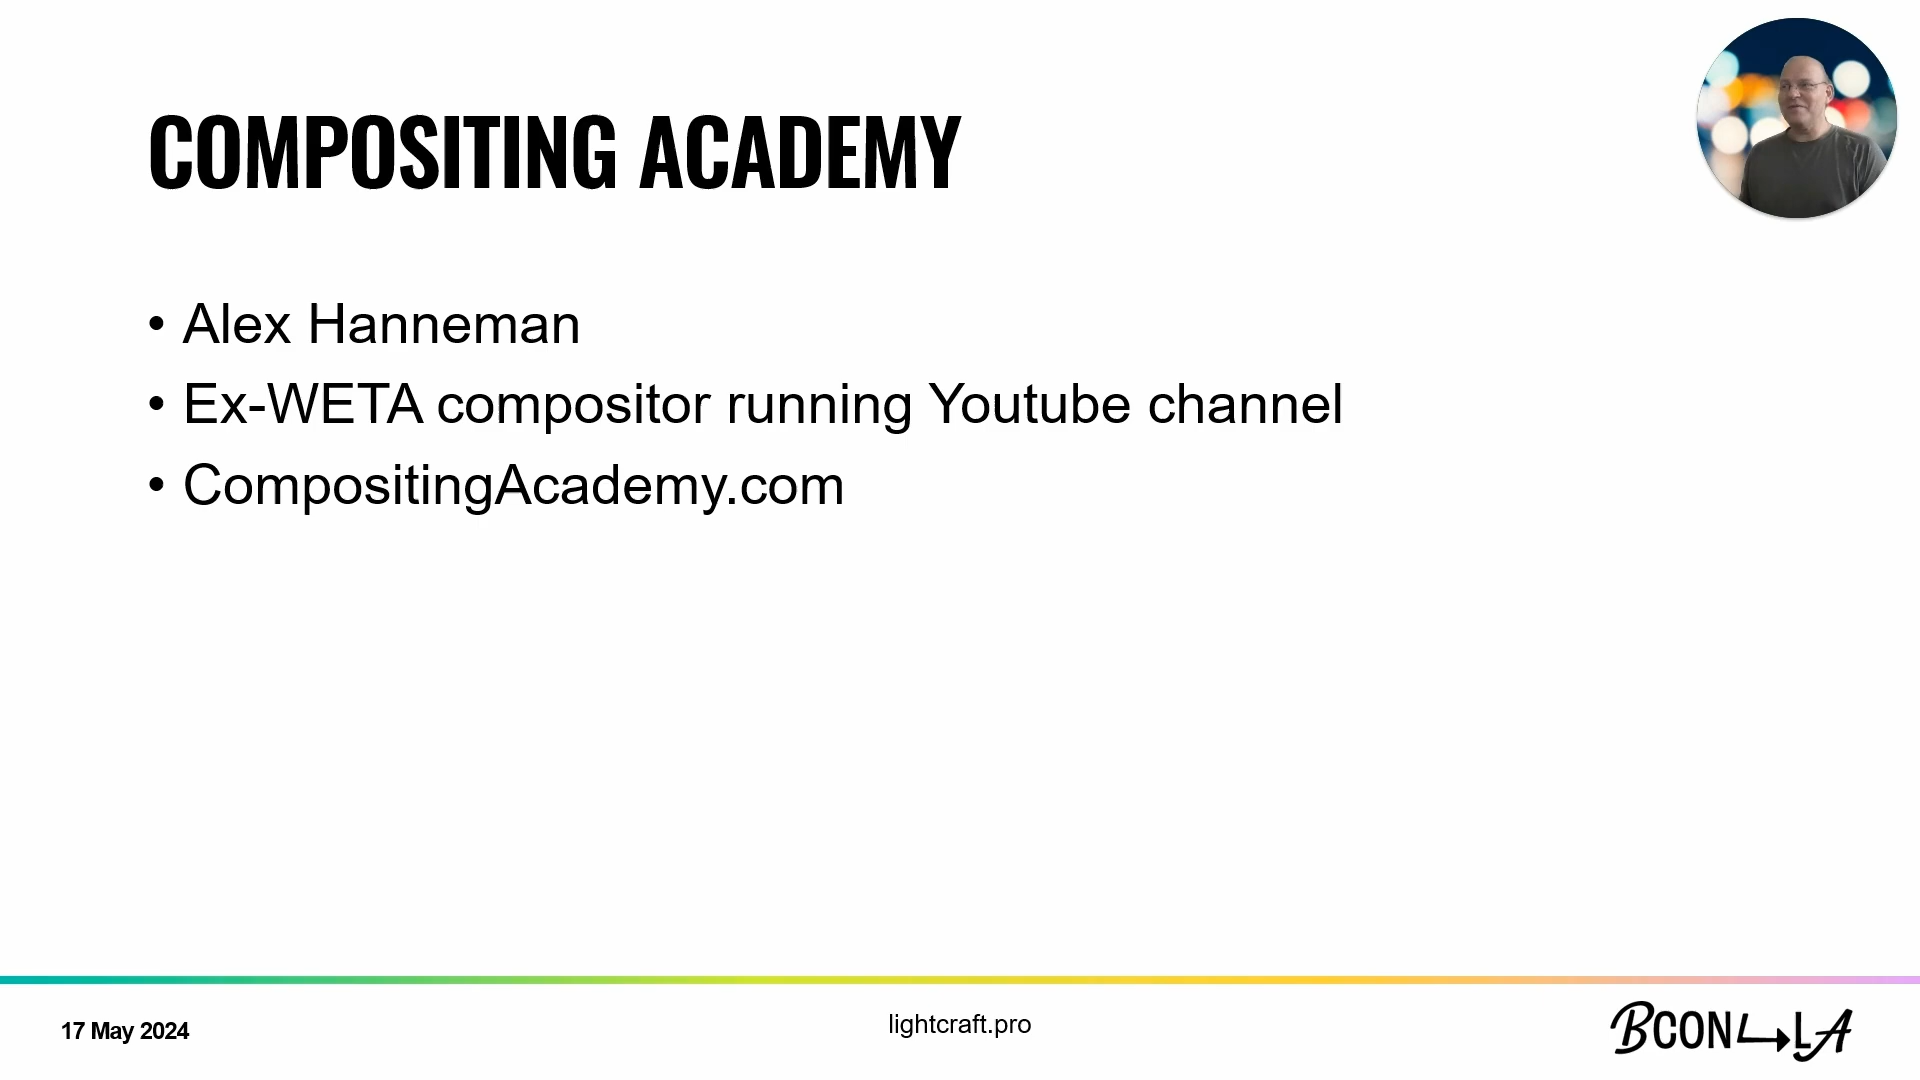 COMPOSITING ACADEMY
• Alex Hanneman
• Ex-WETA compositor running Youtube channel
• CompositingAcademy.com
17 May 2024
lightcraft.pro
BCON LA